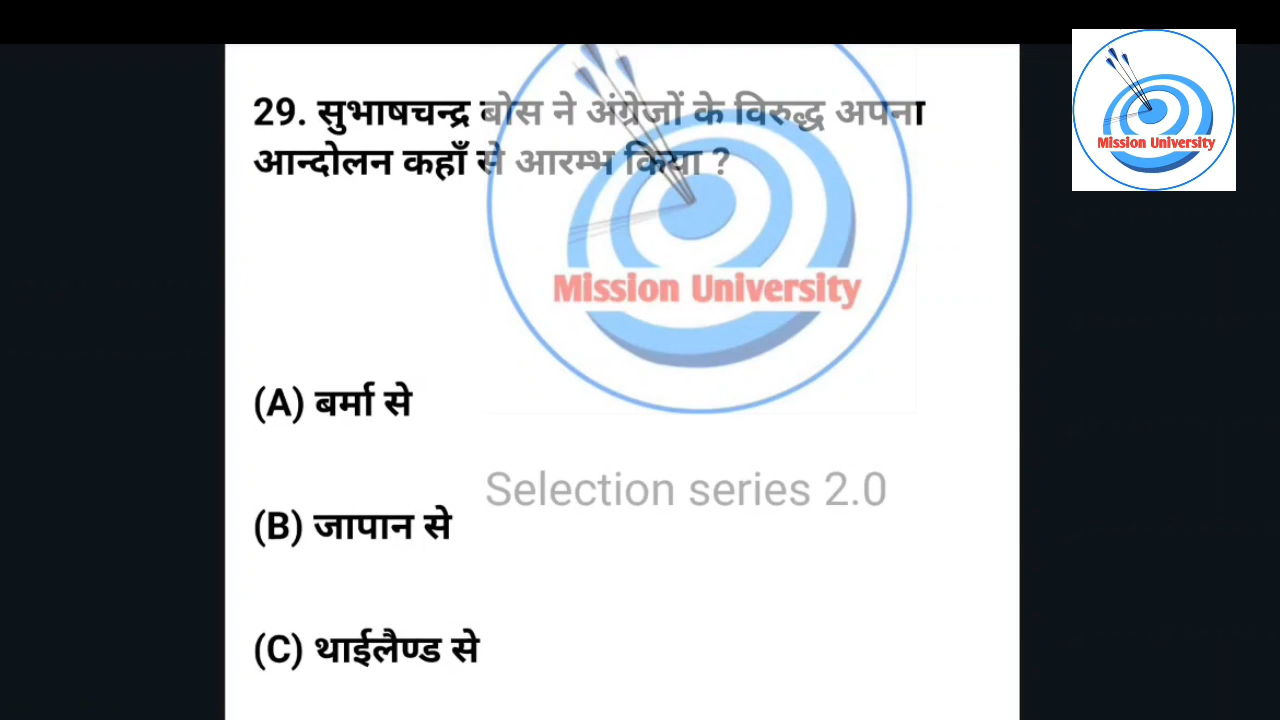 Mission University
29. सुभाषचन्द्र बोस ने अंग्रेजों के विरुद्ध अपना
आन्दोलन कहाँ से आरम्भ किया ?
Mission University
(A) बर्मा से
Selection series 2.0
(B) जापान से
(C) थाईलैण्ड से